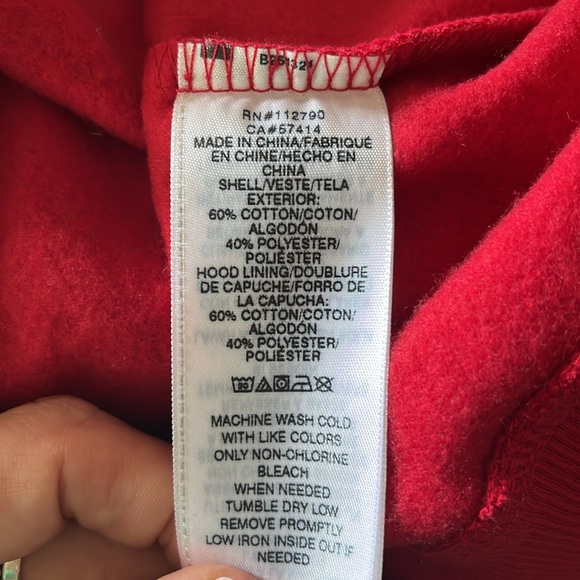 RN#112790
CA#57414
MADE IN CHINA/FABRIQUÉ
EN CHINE/HECHO EN
CHINA
SHELL/VESTE/TELA
EXTERIOR:
60% COTTON/COTON/
ALGODÓN
40% POLYESTER/
POLIÉSTER
HOOD LINING/DOUBLURE
DE CAPUCHE/FORRO DE
LA CAPUCHA:
60% COTTON/COTON/
ALGODÓN
40% POLYESTER/
POLIÉSTER
MACHINE WASH COLD
WITH LIKE COLORS
ONLY NON-CHLORINE
BLEACH
WHEN NEEDED
TUMBLE DRY LOW
REMOVE PROMPTLY
LOW IRON INSIDE OUT IF
NEEDED